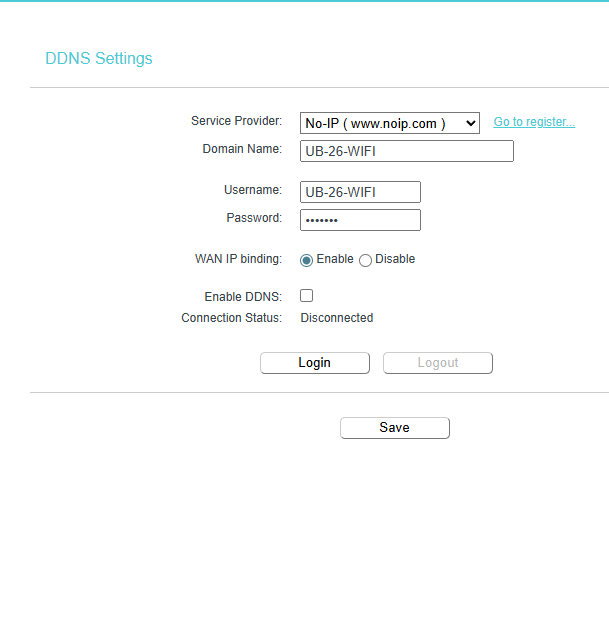 DDNS Settings
Service Provider: No-IP ( www.noip.com ) Go to register...
Domain Name: UB-26-WIFI
Username: UB-26-WIFI
Password: •••••••
WAN IP binding: Enable Disable
Enable DDNS:
Connection Status: Disconnected
Login Logout
Save